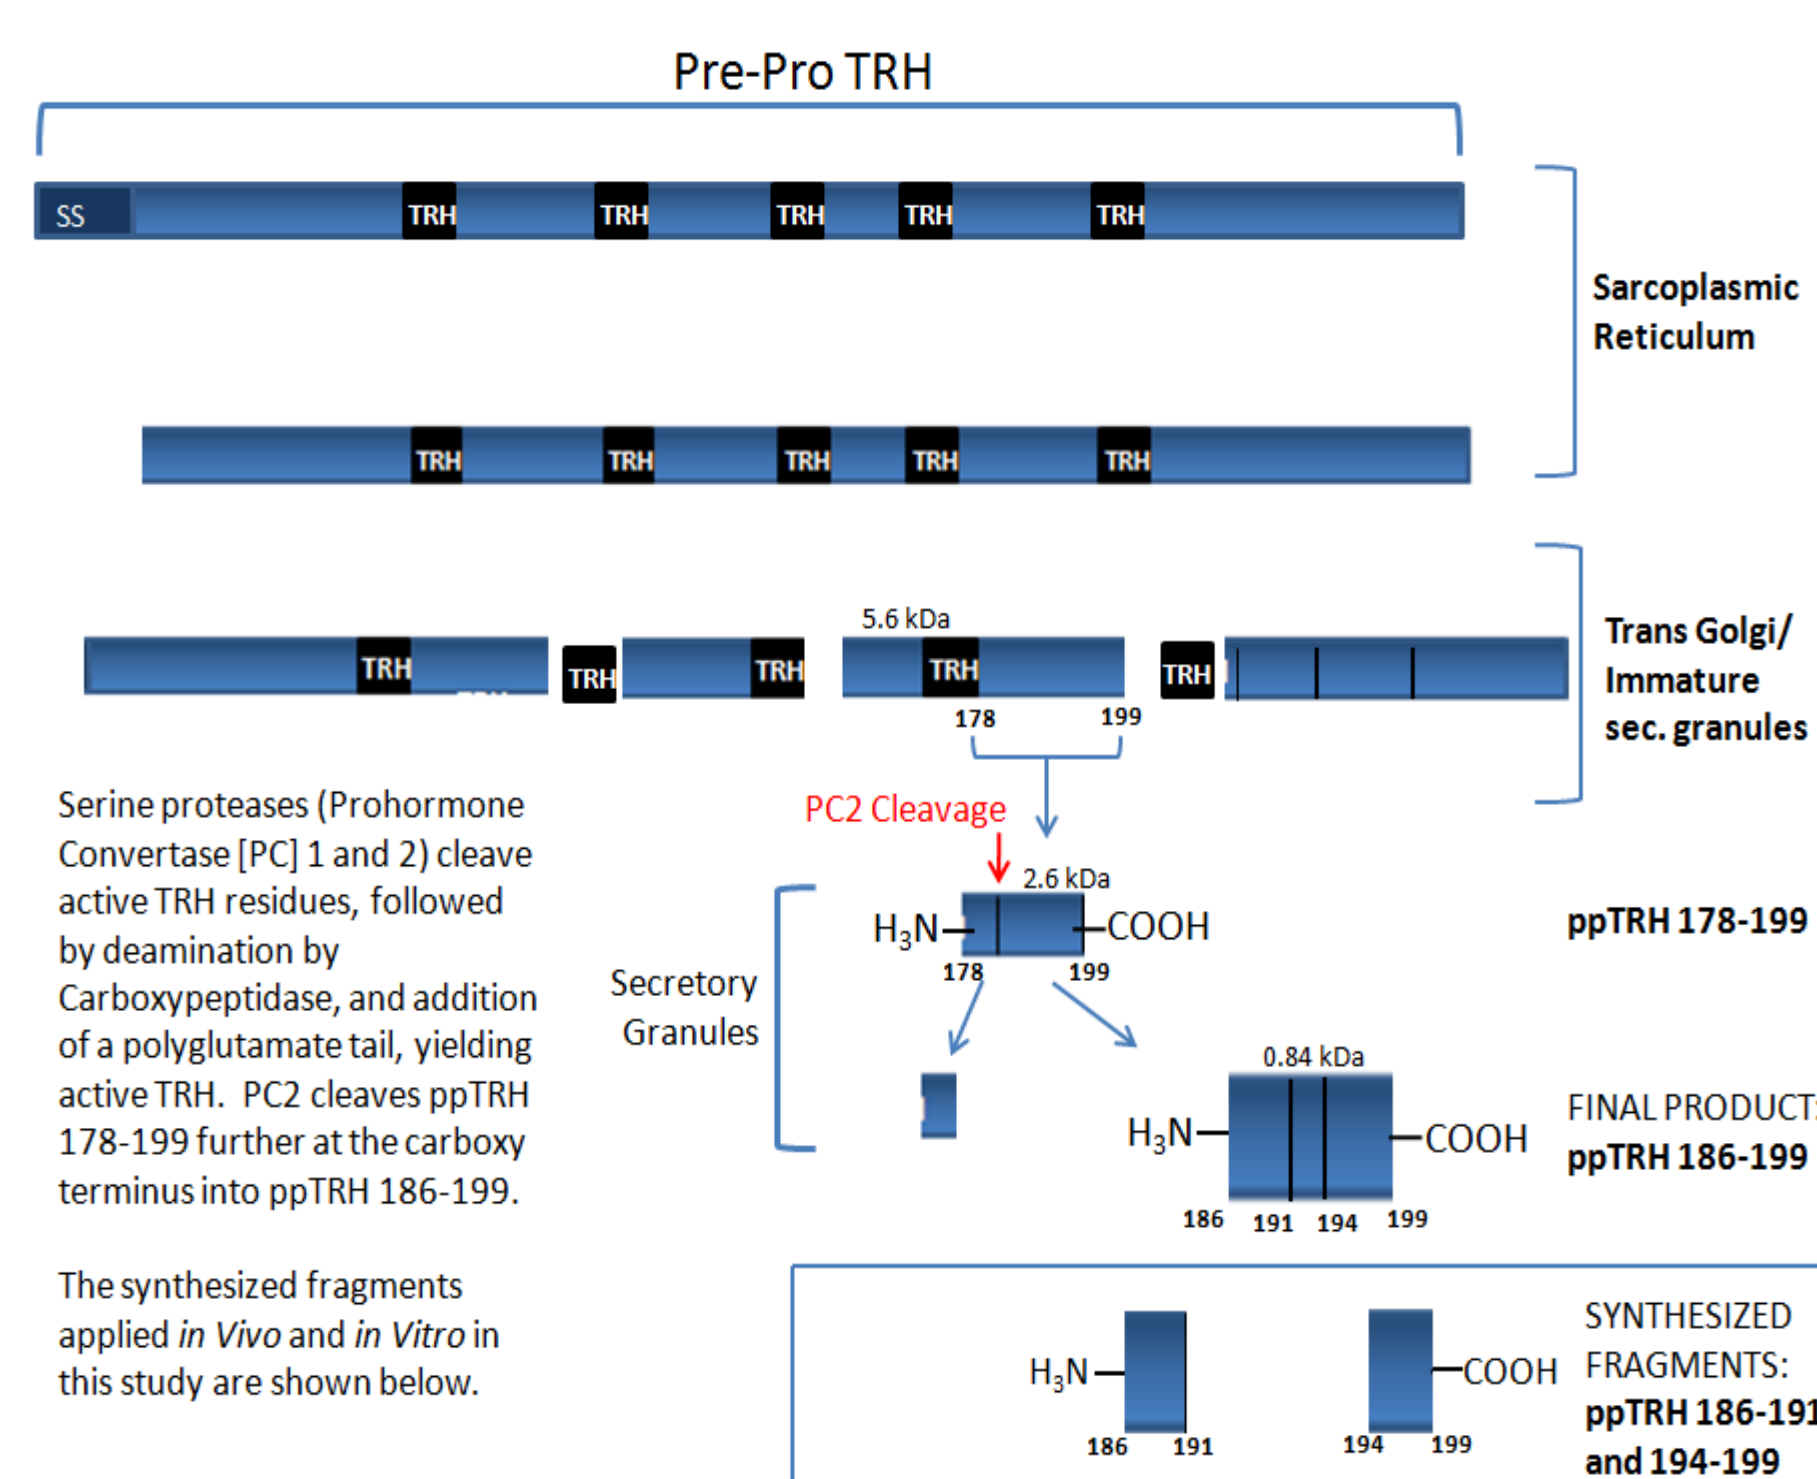 Pre-Pro TRH
SS TRH TRH TRH TRH TRH
Sarcoplasmic
Reticulum
TRH TRH TRH TRH TRH
5.6 kDa
TRH TRH TRH TRH TRH
178 199
Trans Golgi/
Immature
sec. granules
Serine proteases (Prohormone
Convertase [PC] 1 and 2) cleave
active TRH residues, followed
by deamination by
Carboxypeptidase, and addition
of a polyglutamate tail, yielding
active TRH. PC2 cleaves ppTRH
178-199 further at the carboxy
terminus into ppTRH 186-199.
The synthesized fragments
applied in Vivo and in Vitro in
this study are shown below.
PC2 Cleavage
2.6 kDa
H3N COOH
178 199
ppTRH 178-199
Secretory
Granules
0.84 kDa
H3N COOH
186 191 194 199
FINAL PRODUCT:
ppTRH 186-199
H3N COOH
186 191 194 199
SYNTHESIZED
FRAGMENTS:
ppTRH 186-191
and 194-199